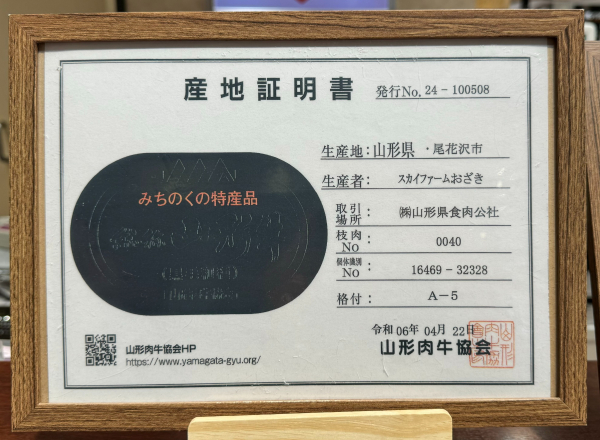 産地証明書
発行No. 24-100508
生産地: 山形県 ・尾花沢市
生産者: スカイファームおざき
取引場所 : ㈱山形県食肉公社
枝肉NO : 0040
個体識別NO : 16469-32328
格付: A-5
みちのくの特産品
令和06年 04月 22日
山形肉牛協会
山形肉牛協会HP
https://www.yamagata-gyu.org/